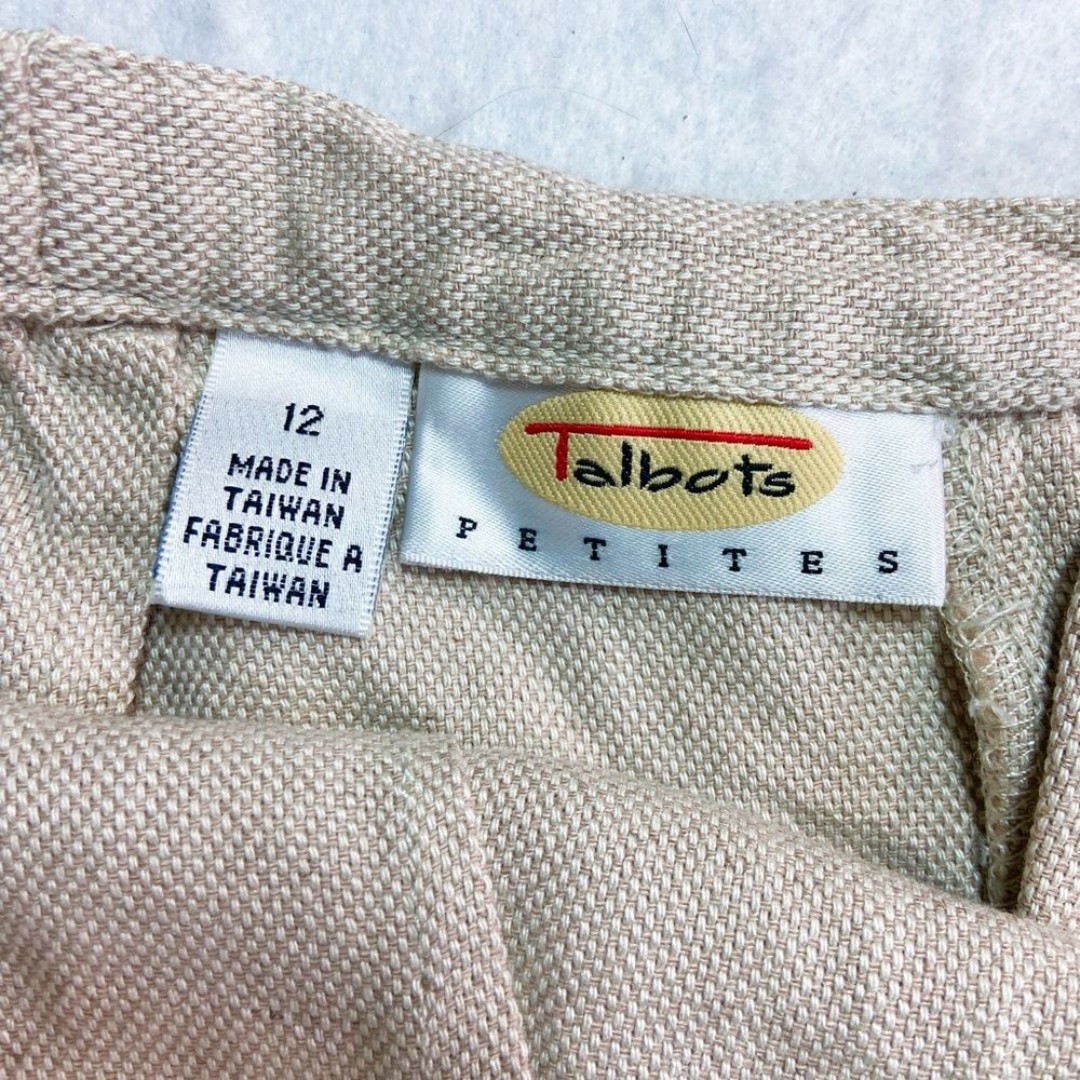 12
MADE IN
TAIWAN
FABRIQUE A
TAIWAN
Talbots
PETITES